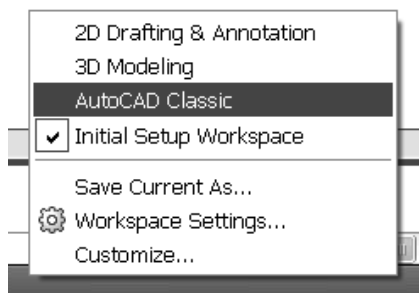 2D Drafting & Annotation
3D Modeling
AutoCAD Classic
Initial Setup Workspace
Save Current As...
Workspace Settings...
Customize...